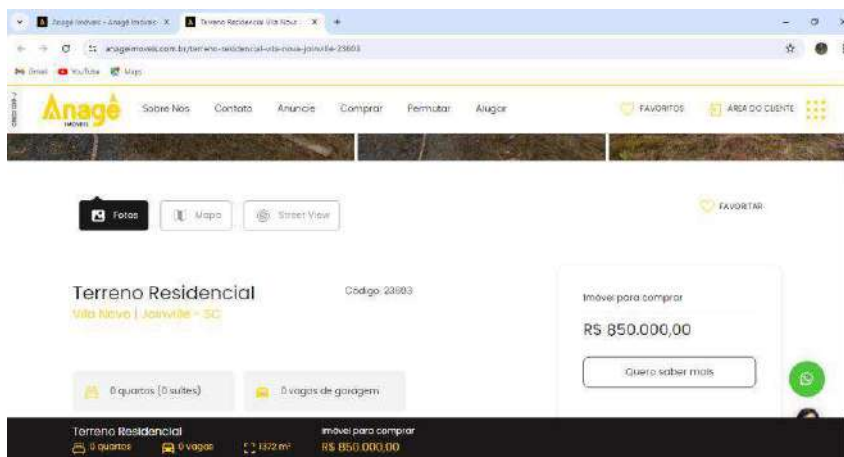 Anagê Imóveis - Anagê Imóveis
Terreno Residencial Vila Nova
anageimoveis.com.br/terreno-residencial-vila-nova-joinville-23603
Gmail YouTube Maps
Anagê
IMÓVEIS
Sobre Nós Contato Anuncie Comprar Permutar Alugar FAVORITOS ÁREA DO CLIENTE
Fotos Mapa Street View
FAVORITAR
Terreno Residencial
Código: 23603
Vila Nova | Joinville - SC
Imóvel para comprar
R$ 850.000,00
Quero saber mais
0 quartos (0 suítes) 0 vagas de garagem
Terreno Residencial
Imóvel para comprar
0 quartos 0 vagas 1372 m² R$ 850.000,00